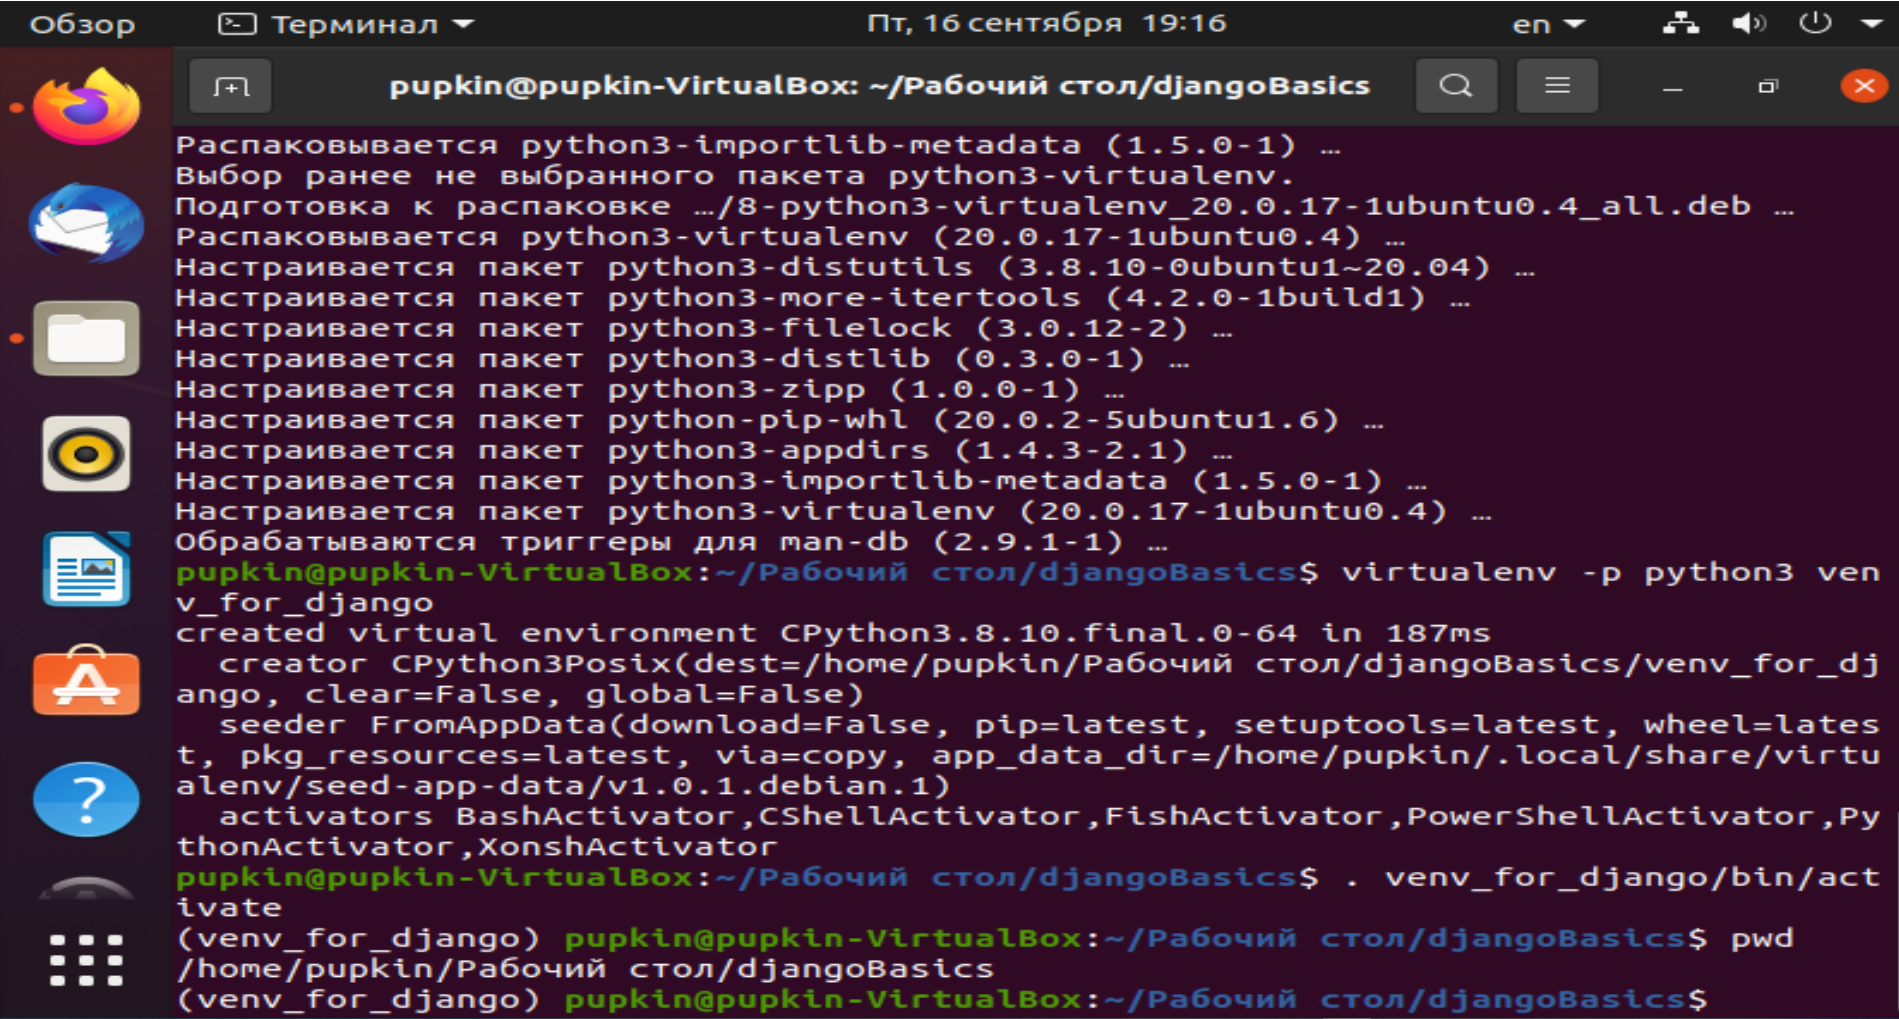 Обзор Терминал Пт, 16 сентября 19:16 en
pupkin@pupkin-VirtualBox: ~/Рабочий стол/djangoBasics
Распаковывается python3-importlib-metadata (1.5.0-1) …
Выбор ранее не выбранного пакета python3-virtualenv.
Подготовка к распаковке …/8-python3-virtualenv_20.0.17-1ubuntu0.4_all.deb …
Распаковывается python3-virtualenv (20.0.17-1ubuntu0.4) …
Настраивается пакет python3-distutils (3.8.10-0ubuntu1~20.04) …
Настраивается пакет python3-more-itertools (4.2.0-1build1) …
Настраивается пакет python3-filelock (3.0.12-2) …
Настраивается пакет python3-distlib (0.3.0-1) …
Настраивается пакет python3-zipp (1.0.0-1) …
Настраивается пакет python-pip-whl (20.0.2-5ubuntu1.6) …
Настраивается пакет python3-appdirs (1.4.3-2.1) …
Настраивается пакет python3-importlib-metadata (1.5.0-1) …
Настраивается пакет python3-virtualenv (20.0.17-1ubuntu0.4) …
Обрабатываются триггеры для man-db (2.9.1-1) …
pupkin@pupkin-VirtualBox:~/Рабочий стол/djangoBasics$ virtualenv -p python3 ven
v_for_django
created virtual environment CPython3.8.10.final.0-64 in 187ms
  creator CPython3Posix(dest=/home/pupkin/Рабочий стол/djangoBasics/venv_for_dj
ango, clear=False, global=False)
  seeder FromAppData(download=False, pip=latest, setuptools=latest, wheel=lates
t, pkg_resources=latest, via=copy, app_data_dir=/home/pupkin/.local/share/virtu
alenv/seed-app-data/v1.0.1.debian.1)
  activators BashActivator,CShellActivator,FishActivator,PowerShellActivator,Py
thonActivator,XonshActivator
pupkin@pupkin-VirtualBox:~/Рабочий стол/djangoBasics$ . venv_for_django/bin/act
ivate
(venv_for_django) pupkin@pupkin-VirtualBox:~/Рабочий стол/djangoBasics$ pwd
/home/pupkin/Рабочий стол/djangoBasics
(venv_for_django) pupkin@pupkin-VirtualBox:~/Рабочий стол/djangoBasics$